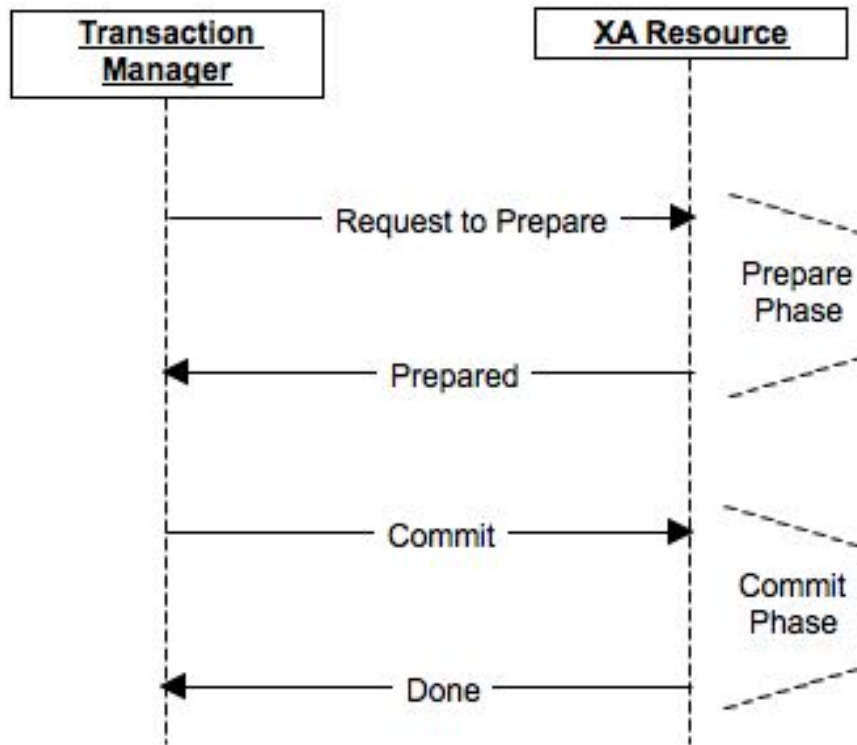 Transaction
Manager
XA Resource
Request to Prepare
Prepare
Phase
Prepared
Commit
Commit
Phase
Done